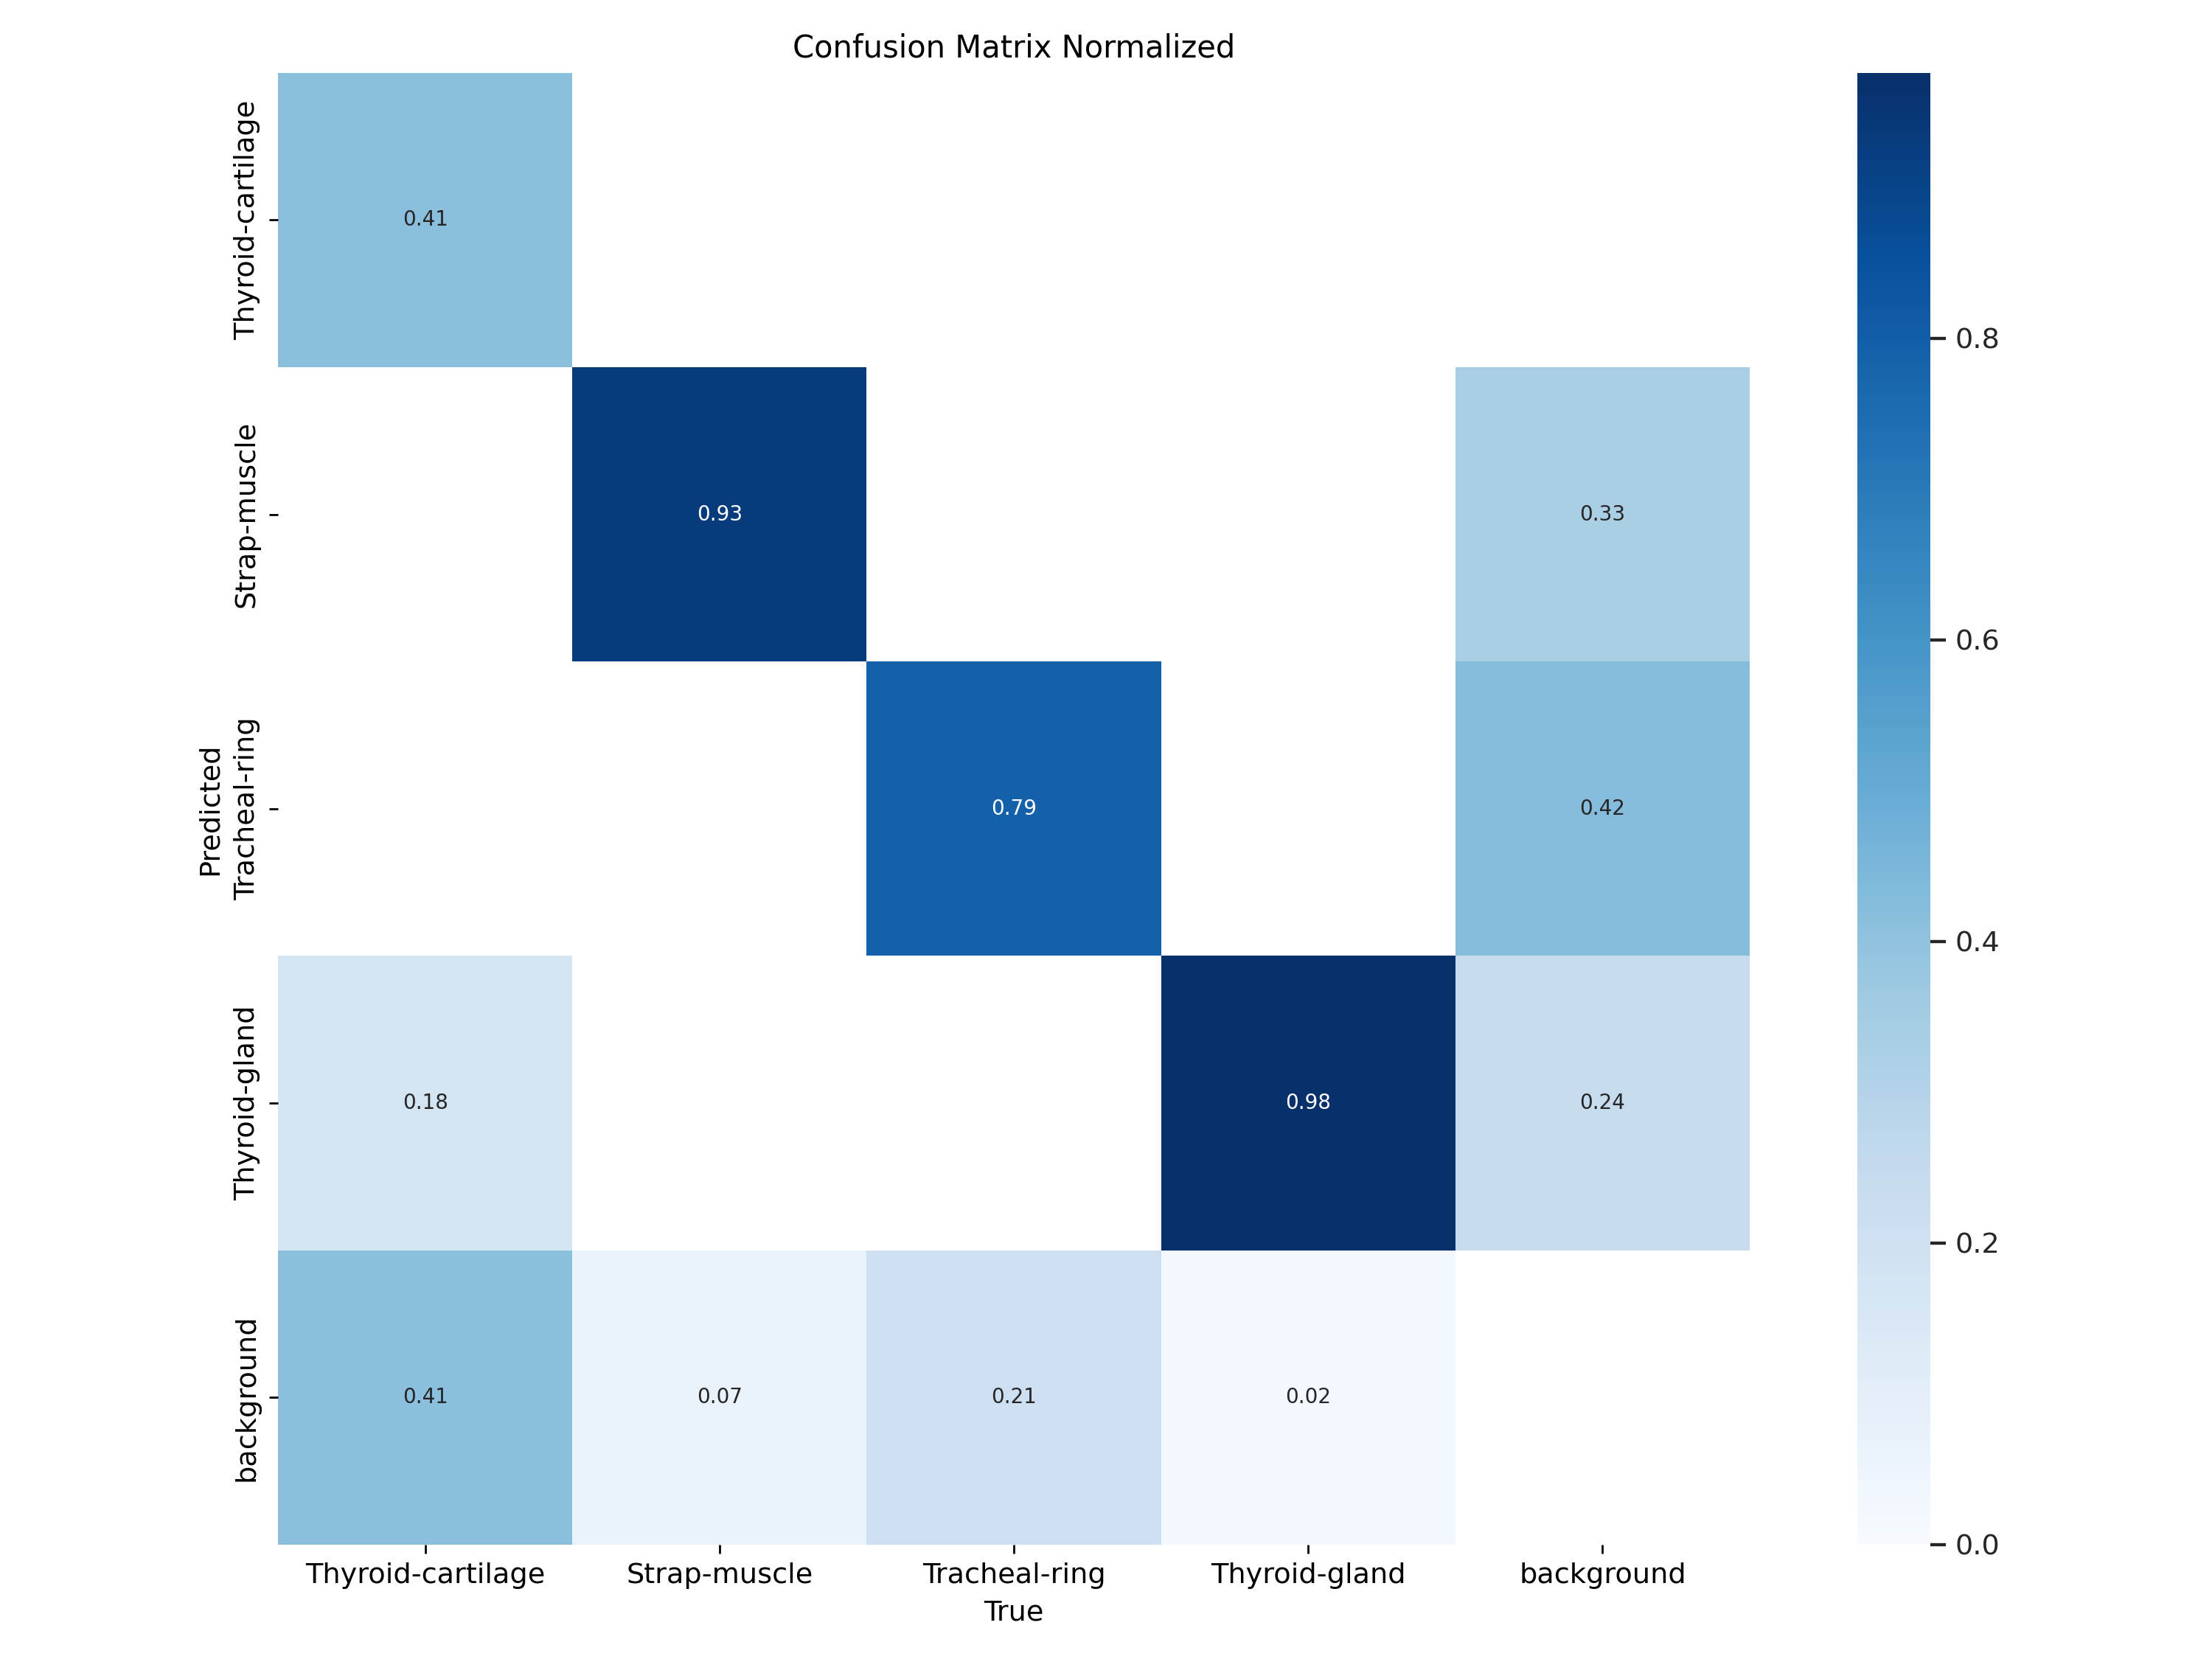 Confusion Matrix Normalized
Predicted
Thyroid-cartilage
0.41
Strap-muscle
0.93
0.33
Tracheal-ring
0.79
0.42
Thyroid-gland
0.18
0.98
0.24
background
0.41
0.07
0.21
0.02
Thyroid-cartilage
Strap-muscle
Tracheal-ring
Thyroid-gland
background
True
0.8
0.6
0.4
0.2
0.0